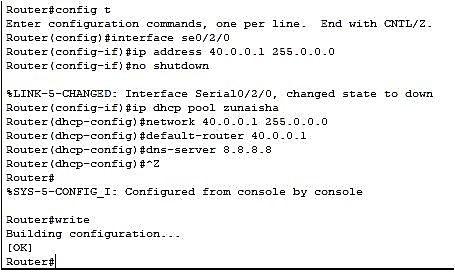 Router#config t
Enter configuration commands, one per line.  End with CNTL/Z.
Router(config)#interface se0/2/0
Router(config-if)#ip address 40.0.0.1 255.0.0.0
Router(config-if)#no shutdown

%LINK-5-CHANGED: Interface Serial0/2/0, changed state to down
Router(config-if)#ip dhcp pool zunaisha
Router(dhcp-config)#network 40.0.0.1 255.0.0.0
Router(dhcp-config)#default-router 40.0.0.1
Router(dhcp-config)#dns-server 8.8.8.8
Router(dhcp-config)#^Z
Router#
%SYS-5-CONFIG_I: Configured from console by console

Router#write
Building configuration...
[OK]
Router#